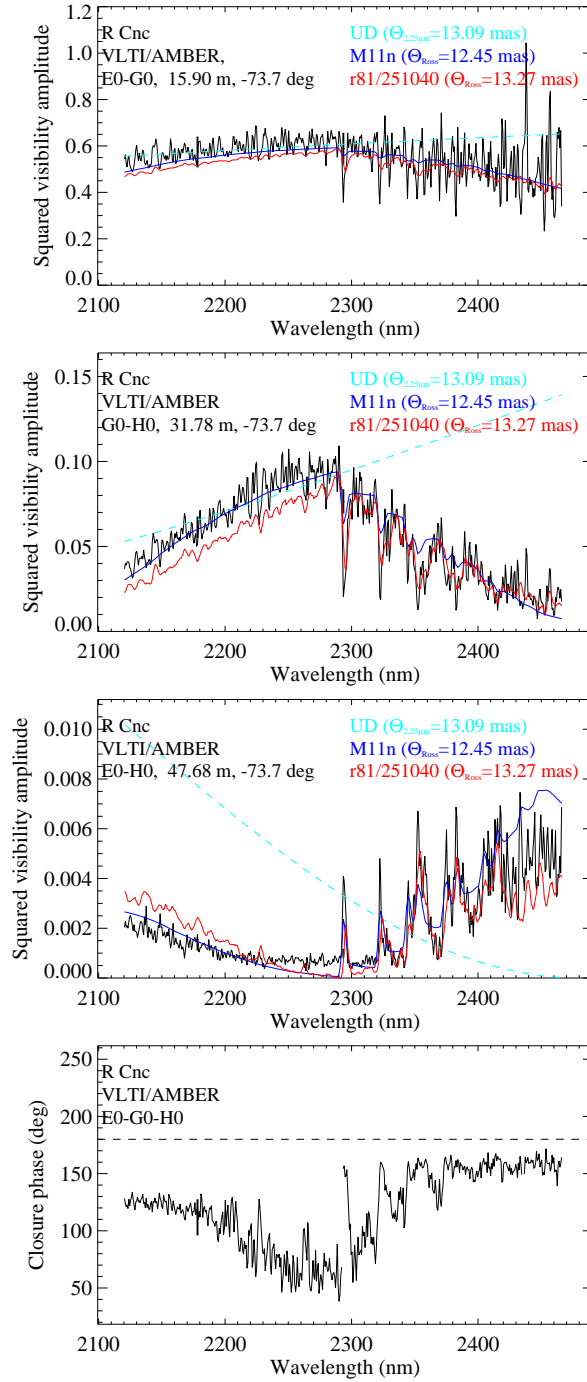 R Cnc UD (Θ2.25μm=13.09 mas)
VLTI/AMBER, M11n (ΘRoss=12.45 mas)
E0-G0, 15.90 m, -73.7 deg r81/251040 (ΘRoss=13.27 mas)
Squared visibility amplitude
1.2
1.0
0.8
0.6
0.4
0.2
0.0
2100 2200 2300 2400
Wavelength (nm)
R Cnc UD (Θ2.25μm=13.09 mas)
VLTI/AMBER M11n (ΘRoss=12.45 mas)
G0-H0, 31.78 m, -73.7 deg r81/251040 (ΘRoss=13.27 mas)
Squared visibility amplitude
0.15
0.10
0.05
0.00
2100 2200 2300 2400
Wavelength (nm)
R Cnc UD (Θ2.25μm=13.09 mas)
VLTI/AMBER M11n (ΘRoss=12.45 mas)
E0-H0, 47.68 m, -73.7 deg r81/251040 (ΘRoss=13.27 mas)
Squared visibility amplitude
0.010
0.008
0.006
0.004
0.002
0.000
2100 2200 2300 2400
Wavelength (nm)
R Cnc
VLTI/AMBER
E0-G0-H0
Closure phase (deg)
250
200
150
100
50
2100 2200 2300 2400
Wavelength (nm)